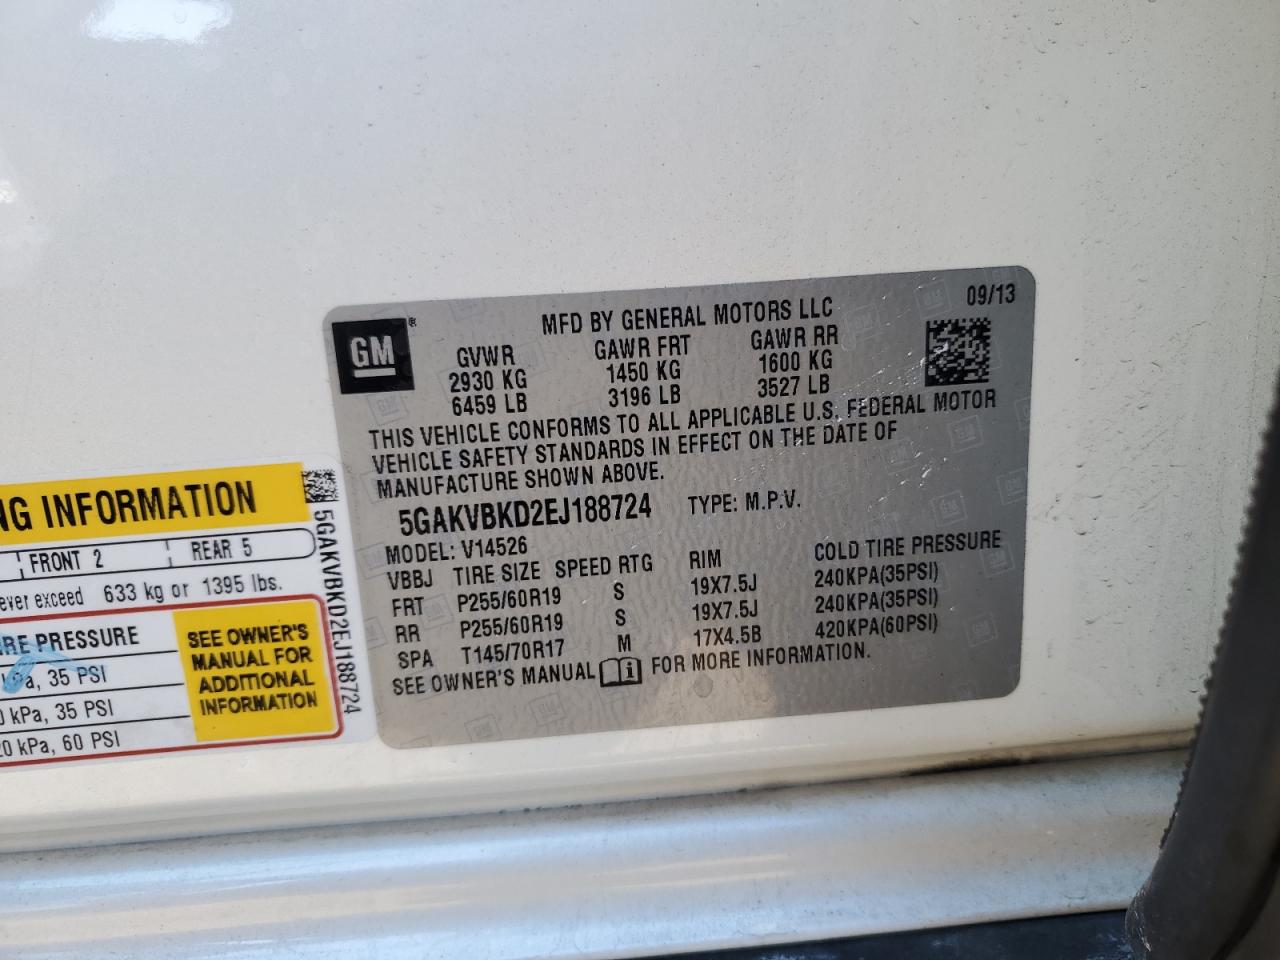 GM
®
MFD BY GENERAL MOTORS LLC
09/13
GVWR GAWR FRT GAWR RR
2930 KG 1450 KG 1600 KG
6459 LB 3196 LB 3527 LB
THIS VEHICLE CONFORMS TO ALL APPLICABLE U.S. FEDERAL MOTOR
VEHICLE SAFETY STANDARDS IN EFFECT ON THE DATE OF
MANUFACTURE SHOWN ABOVE.
5GAKVBKD2EJ188724 TYPE: M.P.V.
MODEL: V14526
VBBJ TIRE SIZE SPEED RTG RIM COLD TIRE PRESSURE
FRT P255/60R19 S 19X7.5J 240KPA(35PSI)
RR P255/60R19 S 19X7.5J 240KPA(35PSI)
SPA T145/70R17 M 17X4.5B 420KPA(60PSI)
SEE OWNER'S MANUAL FOR MORE INFORMATION.
INFORMATION
FRONT 2 REAR 5
exceed 633 kg or 1395 lbs.
PRESSURE
35 PSI
kPa, 35 PSI
kPa, 60 PSI
SEE OWNER'S
MANUAL FOR
ADDITIONAL
INFORMATION
5GAKVBKD2EJ188724